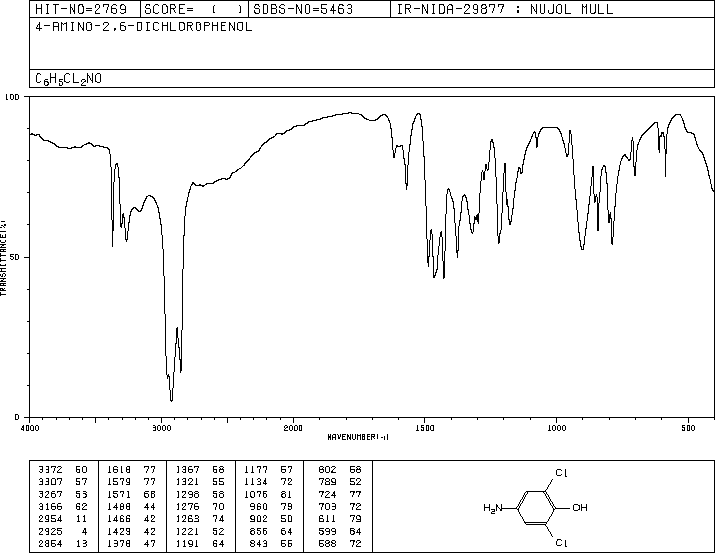 HIT-NO=2769 SCORE= ( ) SDBS-NO=5463 IR-NIDA-29877 : NUJOL MULL
4-AMINO-2,6-DICHLOROPHENOL
C6H5CL2NO
100
50
0
TRANSMITTANCE(%)
4000 3000 2000 1500 1000 500
WAVENUMBER(-1)
3372 50 1618 77 1367 68 1177 57 802 58
3307 57 1579 77 1321 55 1134 72 789 52
3267 53 1571 68 1298 58 1076 81 724 77
3166 62 1488 44 1276 70 960 79 703 72
2954 11 1466 42 1263 74 902 50 611 79
2925 4 1429 42 1221 52 856 64 599 84
2854 13 1378 47 1191 64 843 56 588 72
Cl
H2N
OH
Cl